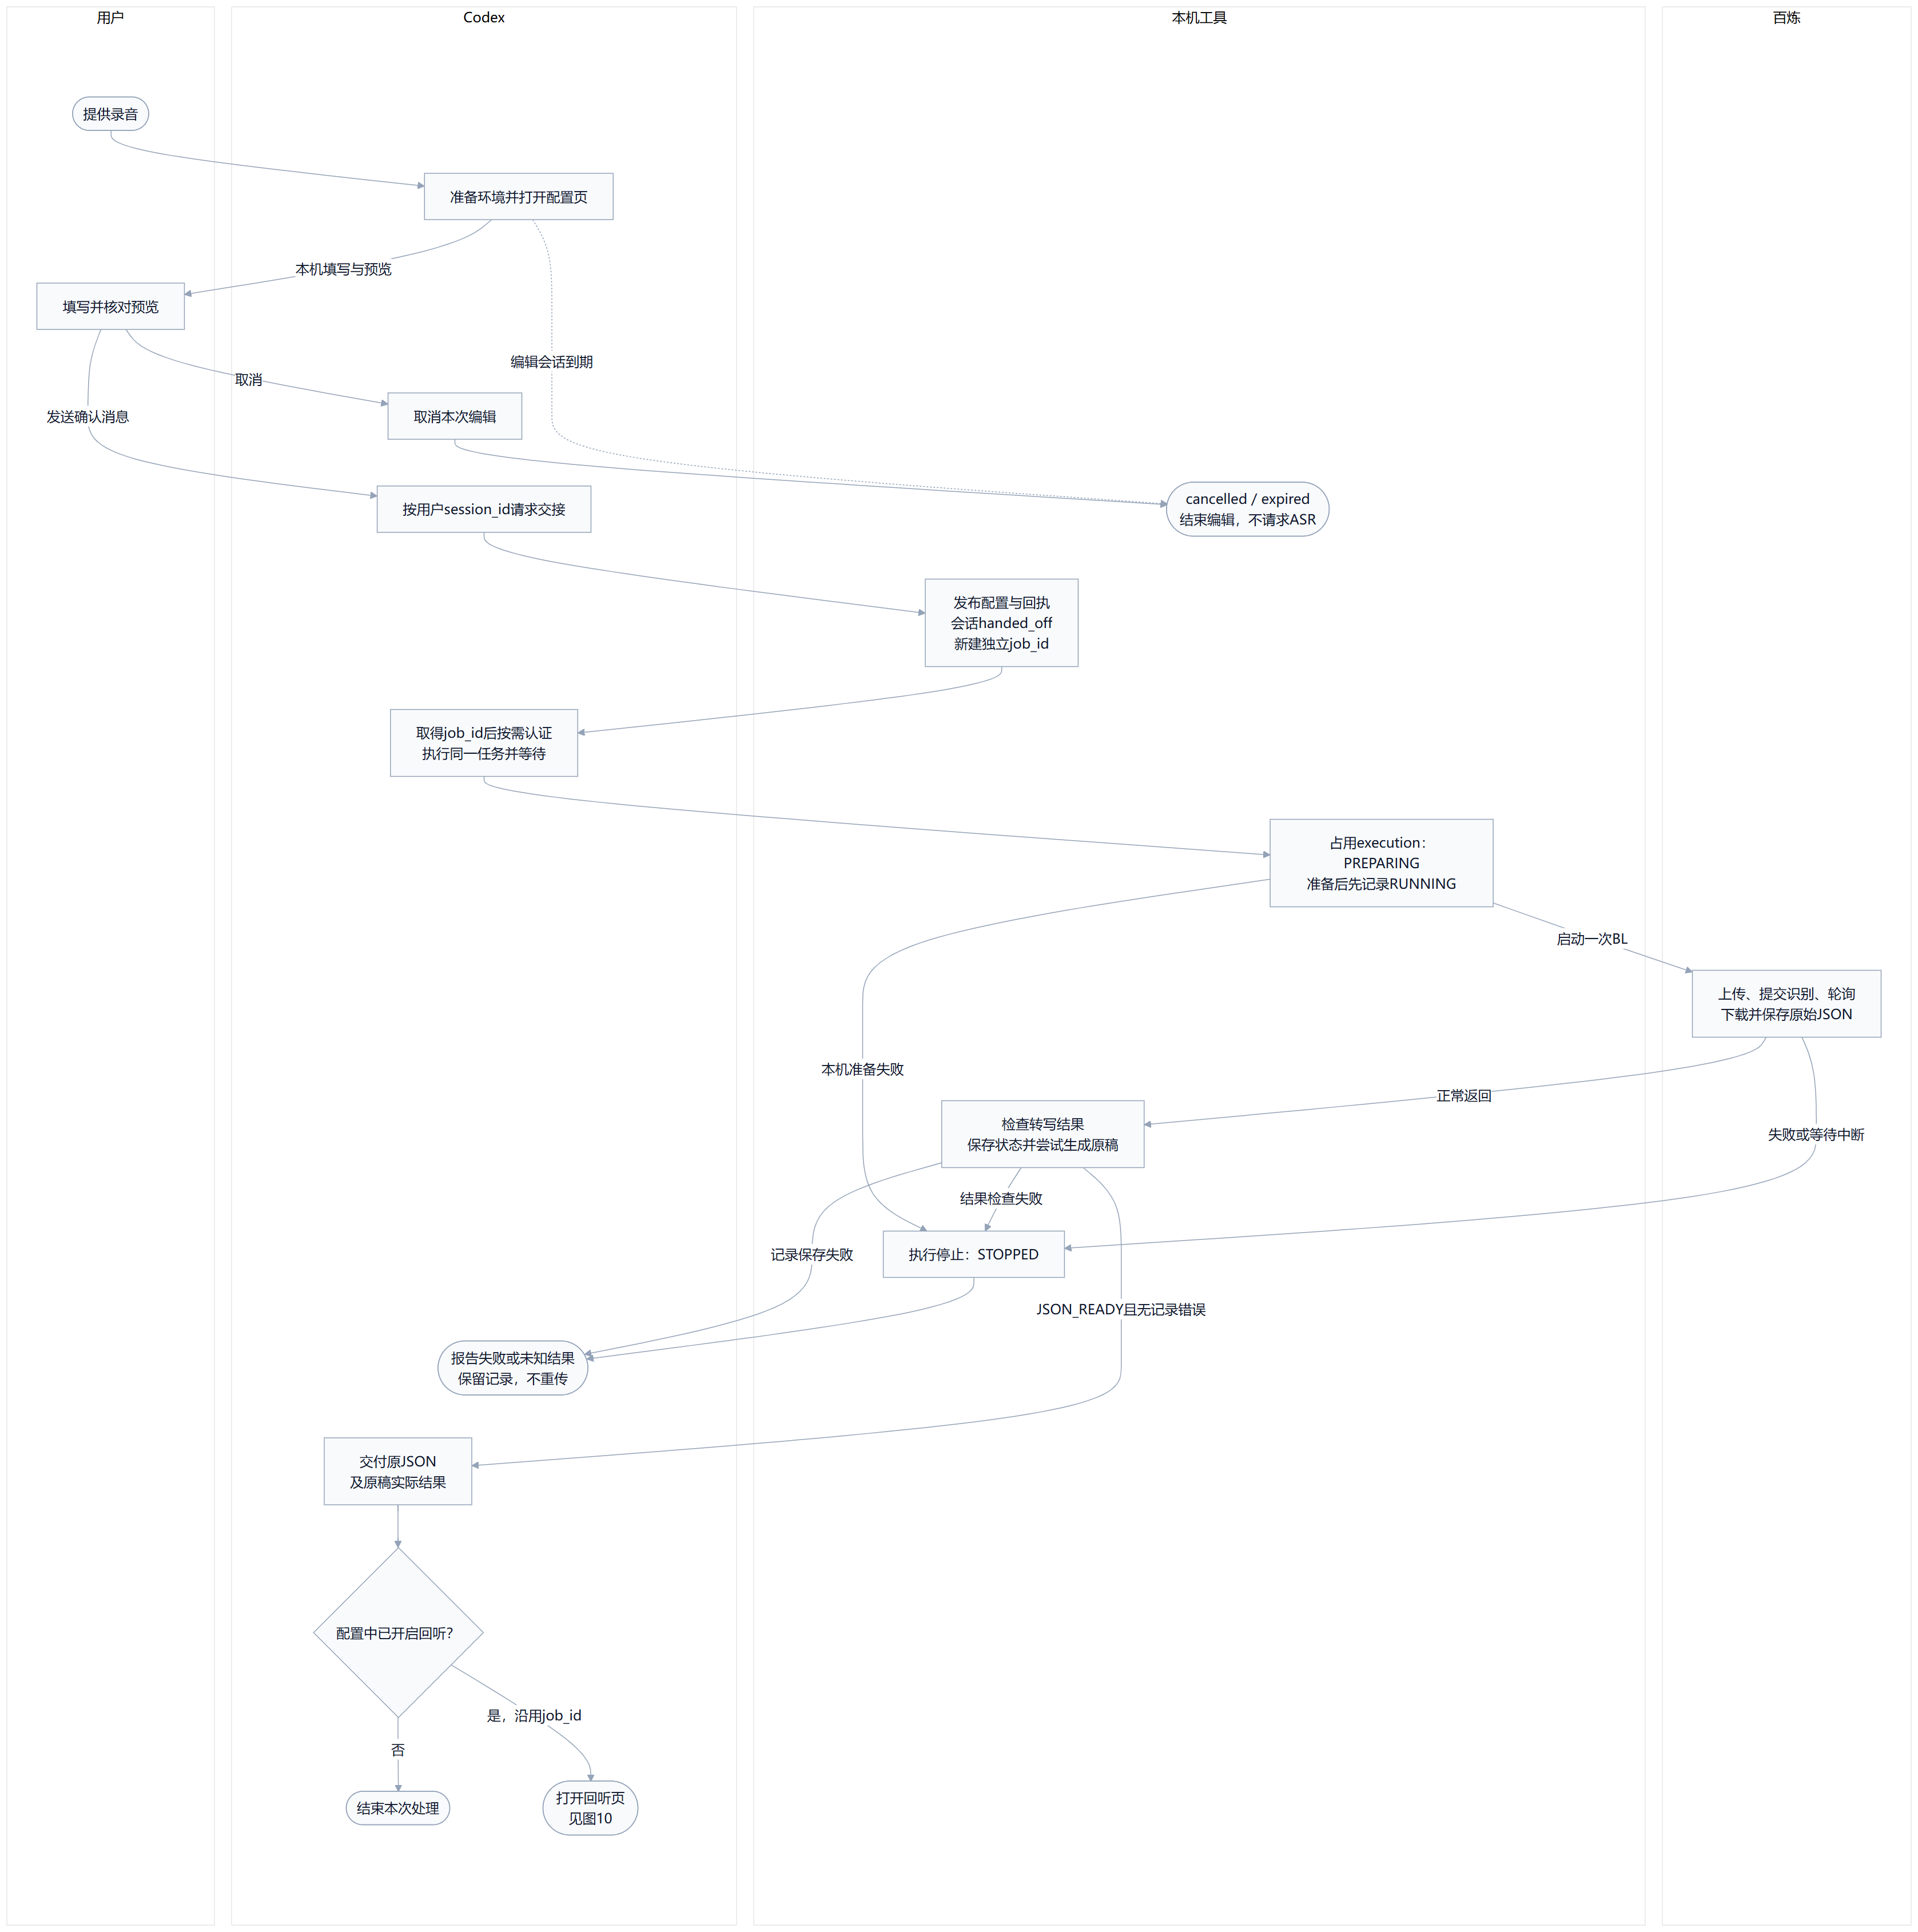 用户
Codex
本机工具
百炼
提供录音
准备环境并打开配置页
本机填写与预览
填写并核对预览
编辑会话到期
取消
取消本次编辑
发送确认消息
按用户session_id请求交接
cancelled / expired
结束编辑，不请求ASR
发布配置与回执
会话handed_off
新建独立job_id
取得job_id后按需认证
执行同一任务并等待
占用execution：
PREPARING
准备后先记录RUNNING
启动一次BL
上传、提交识别、轮询
下载并保存原始JSON
本机准备失败
正常返回
检查转写结果
保存状态并尝试生成原稿
失败或等待中断
结果检查失败
记录保存失败
执行停止：STOPPED
JSON_READY且无记录错误
报告失败或未知结果
保留记录，不重传
交付原JSON
及原稿实际结果
配置中已开启回听？
是，沿用job_id
否
结束本次处理
打开回听页
见图10